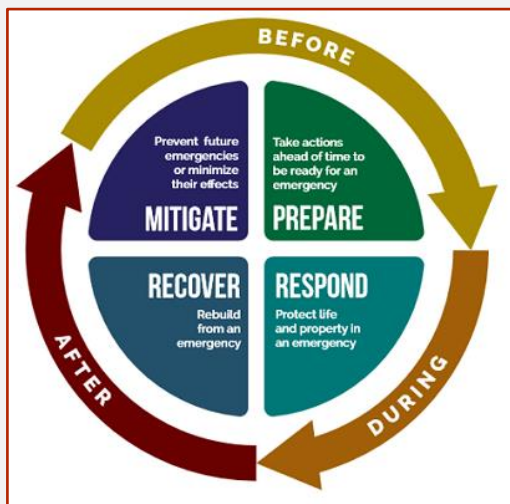 BEFORE
Prevent future
emergencies
or minimize
their effects
MITIGATE
Take actions
ahead of time to
be ready for an
emergency
PREPARE
RECOVER
Rebuild
from an
emergency
RESPOND
Protect life
and property in
an emergency
AFTER
DURING